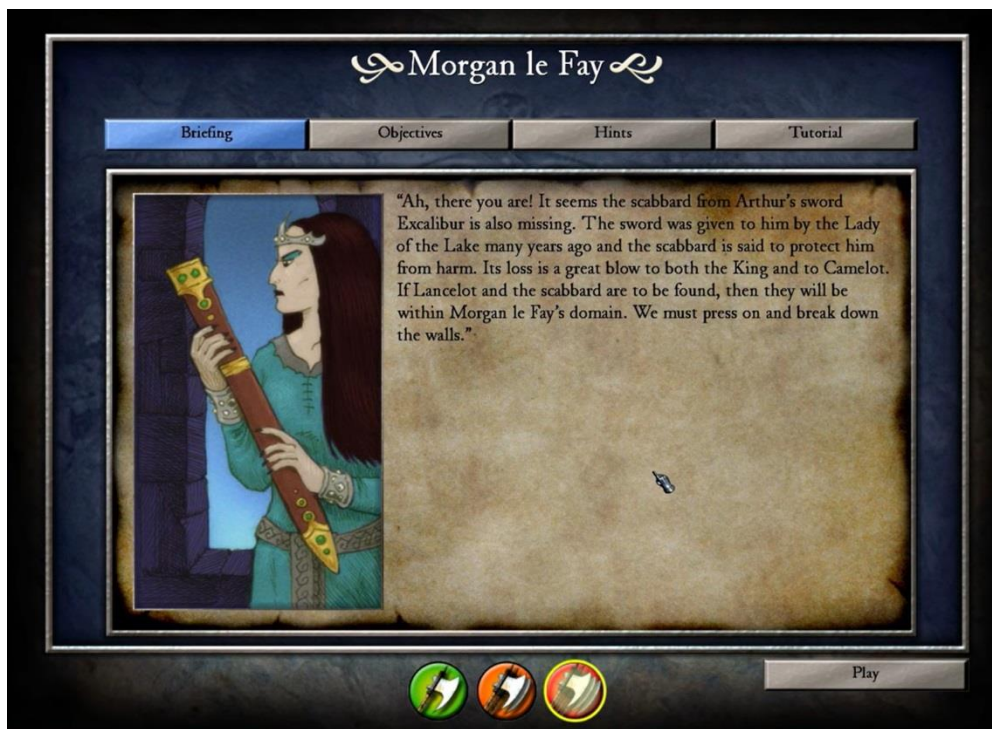 Morgan le Fay
Briefing
Objectives
Hints
Tutorial
“Ah, there you are! It seems the scabbard from Arthur's sword
Excalibur is also missing. The sword was given to him by the Lady
of the Lake many years ago and the scabbard is said to protect him
from harm. Its loss is a great blow to both the King and to Camelot.
If Lancelot and the scabbard are to be found, then they will be
within Morgan le Fay's domain. We must press on and break down
the walls.”
Play